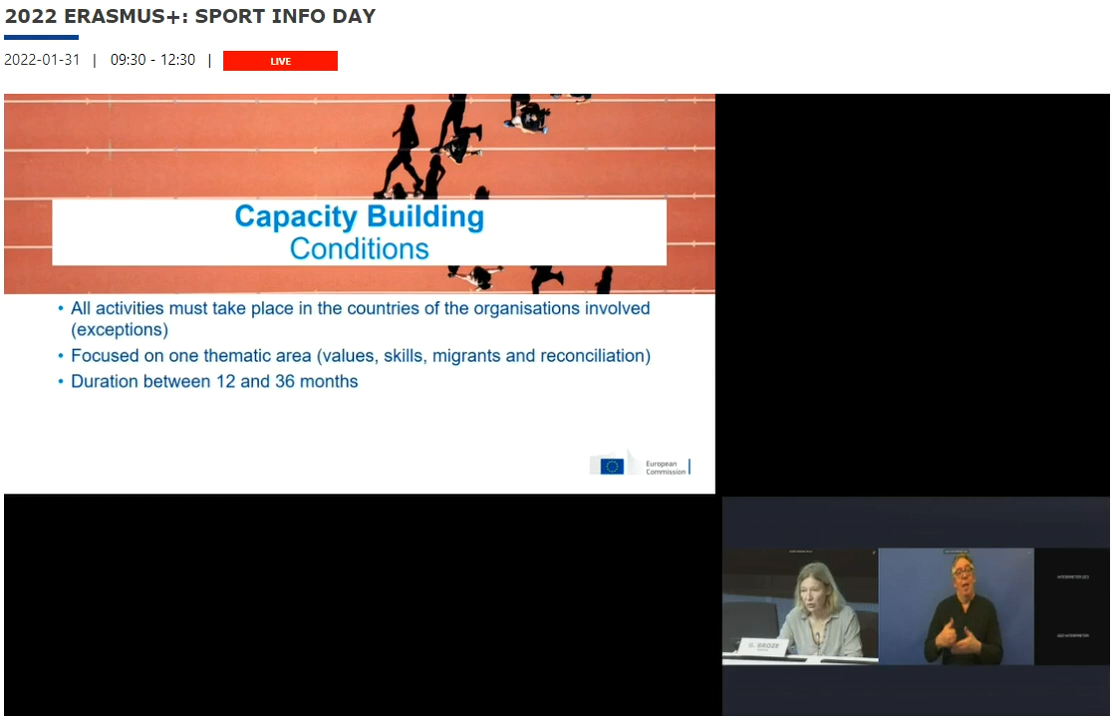 2022 ERASMUS+: SPORT INFO DAY
2022-01-31 | 09:30 - 12:30 | LIVE
Capacity Building
Conditions
• All activities must take place in the countries of the organisations involved
(exceptions)
• Focused on one thematic area (values, skills, migrants and reconciliation)
• Duration between 12 and 36 months
European
Commission
G. BROZE